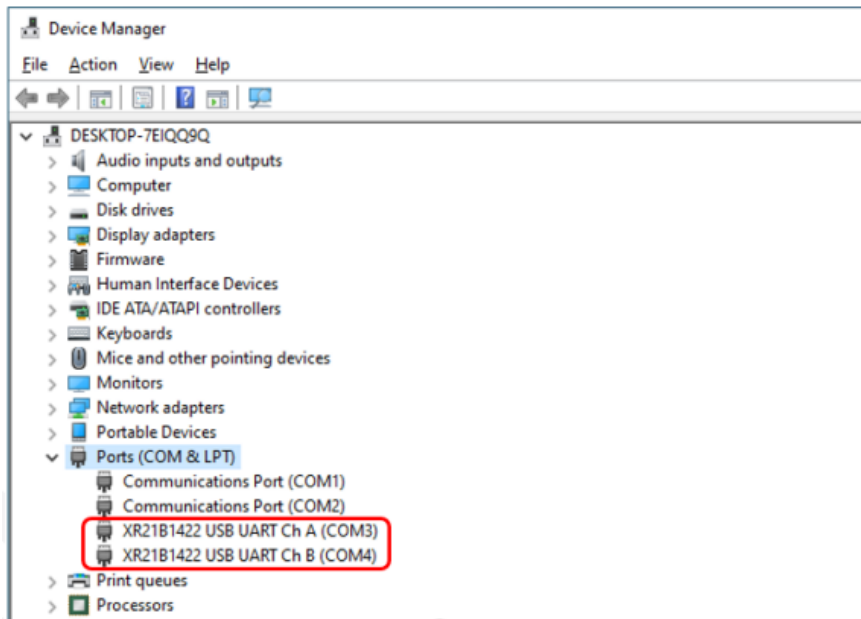 Device Manager
File Action View Help
DESKTOP-7EIQQ9Q
Audio inputs and outputs
Computer
Disk drives
Display adapters
Firmware
Human Interface Devices
IDE ATA/ATAPI controllers
Keyboards
Mice and other pointing devices
Monitors
Network adapters
Portable Devices
Ports (COM & LPT)
Communications Port (COM1)
Communications Port (COM2)
XR21B1422 USB UART Ch A (COM3)
XR21B1422 USB UART Ch B (COM4)
Print queues
Processors